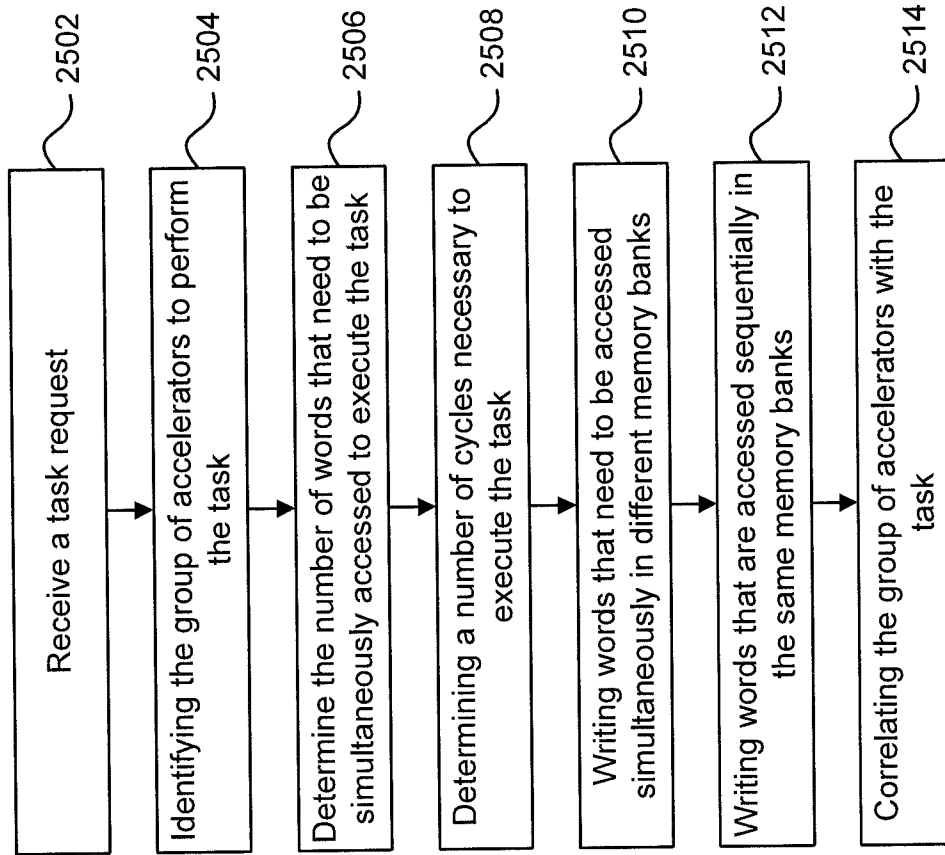 Receive a task request
2502
Identifying the group of accelerators to perform
the task
2504
Determine the number of words that need to be
simultaneously accessed to execute the task
2506
Determining a number of cycles necessary to
execute the task
2508
Writing words that need to be accessed
simultaneously in different memory banks
2510
Writing words that are accessed sequentially in
the same memory banks
2512
Correlating the group of accelerators with the
task
2514